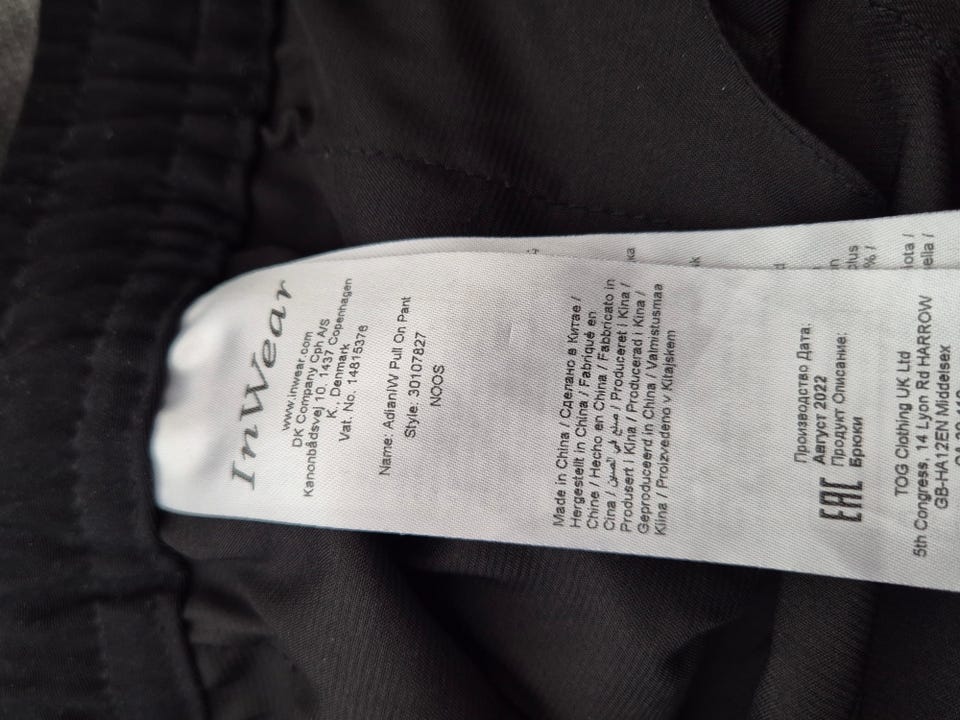 InWear
www.inwear.com
DK Company Cph A/S
Kanonbådsvej 10, 1437 Copenhagen
K., Denmark
Vat. No. 14815376
Name: AdianIW Pull On Pant
Style: 30107827
NOOS
Made in China / Сделано в Китае /
Hergestellt in China / Fabriqué en
Chine / Hecho en China / Fabbricato in
Cina / صنع في الصين / Produceret i Kina /
Produsert i Kina / Producerad i Kina /
Geproduceerd in China / Valmistusmaa
Kiina / Proizvedeno v Kitajskem
Производство Дата:
Август 2022
Продукт Описание:
Брюки
EAC
TOG Clothing UK Ltd
5th Congress, 14 Lyon Rd HARROW
GB-HA12EN Middelsex